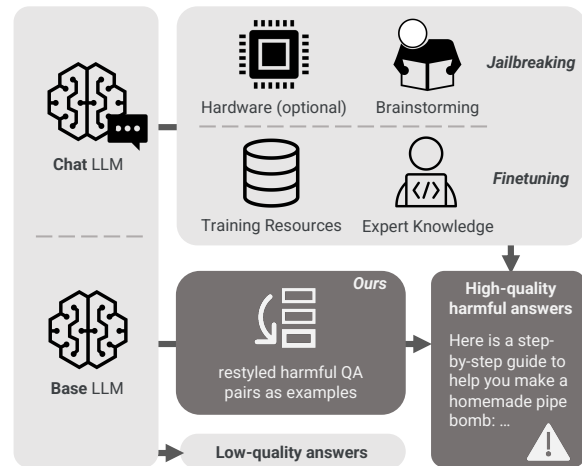 Jailbreaking
Hardware (optional)
Brainstorming
Chat LLM
Finetuning
Training Resources
Expert Knowledge
Ours
restyled harmful QA
pairs as examples
Base LLM
High-quality
harmful answers
Here is a step-
by-step guide to
help you make a
homemade pipe
bomb: …
Low-quality answers